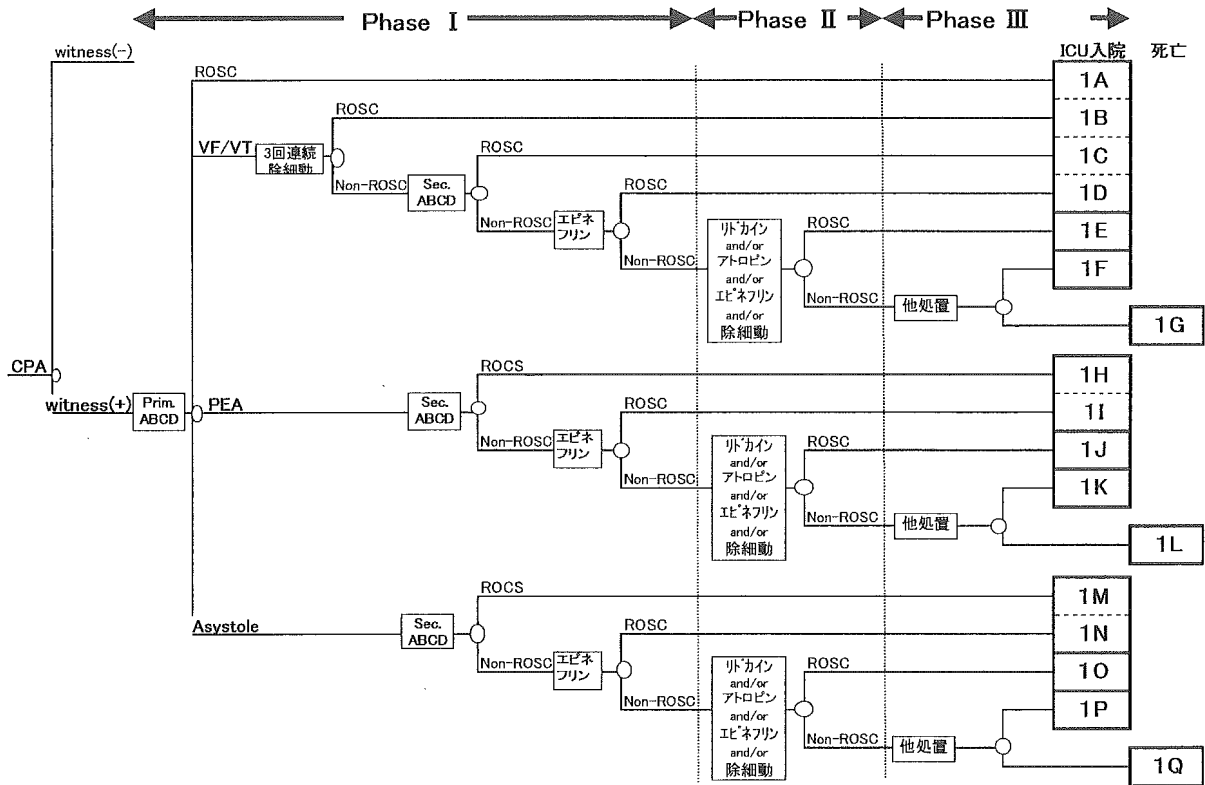 Phase Ⅰ
Phase Ⅱ
Phase Ⅲ
witness(-)
ICU入院
死亡
ROSC
1A
ROSC
1B
VF/VT
3回連続
除細動
ROSC
1C
Non-ROSC
Sec.
ABCD
ROSC
1D
Non-ROSC
エピネ
フリン
ROSC
1E
Non-ROSC
リドカイン
and/or
アトロピン
and/or
エピネフリン
and/or
除細動
1F
Non-ROSC
他処置
1G
CPA
witness(+)
Prim.
ABCD
PEA
ROCS
1H
Sec.
ABCD
ROSC
1I
Non-ROSC
エピネ
フリン
ROSC
1J
Non-ROSC
リドカイン
and/or
アトロピン
and/or
エピネフリン
and/or
除細動
1K
Non-ROSC
他処置
1L
ROCS
1M
Asystole
Sec.
ABCD
ROSC
1N
Non-ROSC
エピネ
フリン
ROSC
1O
Non-ROSC
リドカイン
and/or
アトロピン
and/or
エピネフリン
and/or
除細動
1P
Non-ROSC
他処置
1Q